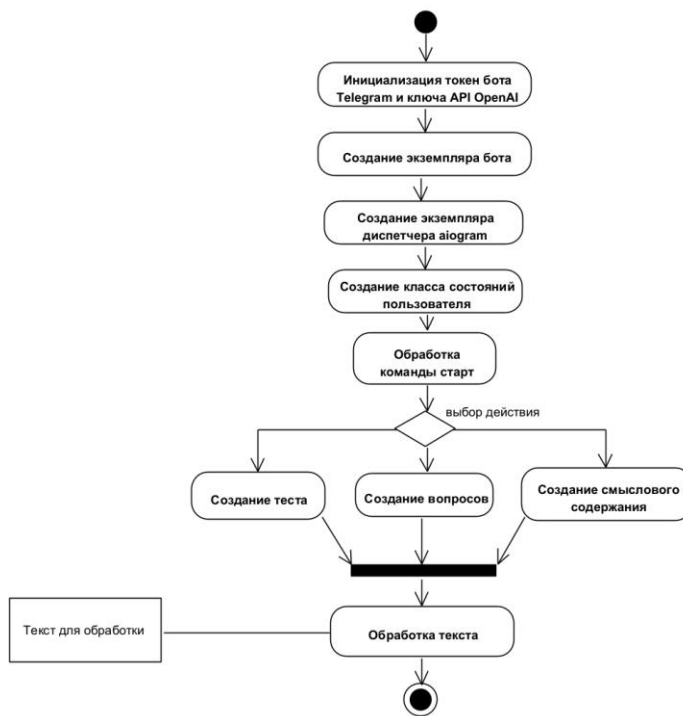 Инициализация токен бота
Telegram и ключа API OpenAI
Создание экземпляра бота
Создание экземпляра
диспетчера aiogram
Создание класса состояний
пользователя
Обработка
команды старт
выбор действия
Создание теста
Создание вопросов
Создание смыслового
содержания
Текст для обработки
Обработка текста